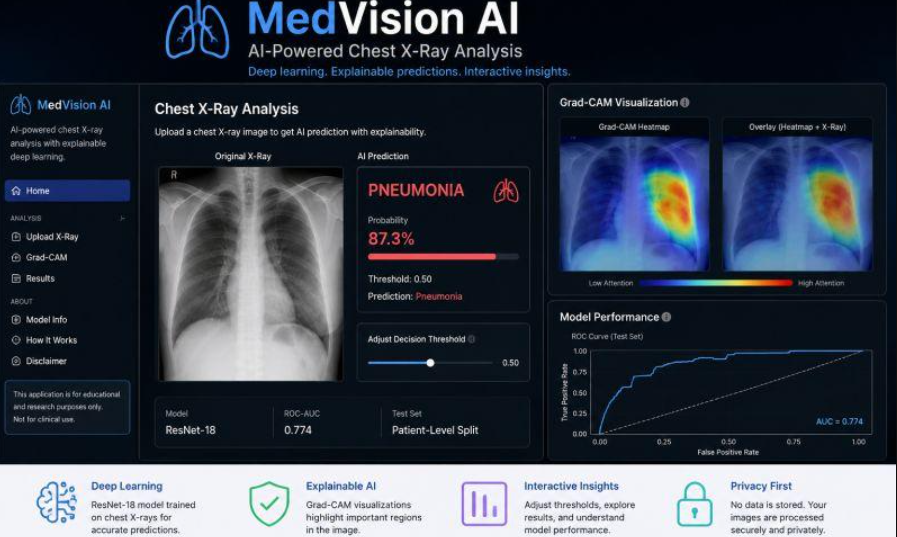 MedVision AI
AI-Powered Chest X-Ray Analysis
Deep learning. Explainable predictions. Interactive insights.
MedVision AI
AI-powered chest X-ray
analysis with explainable
deep learning.
Home
ANALYSIS
Upload X-Ray
Grad-CAM
Results
ABOUT
Model Info
How It Works
Disclaimer
This application is for educational
and research purposes only.
Not for clinical use.
Chest X-Ray Analysis
Upload a chest X-ray image to get AI prediction with explainability.
Original X-Ray
R
AI Prediction
PNEUMONIA
Probability
87.3%
Threshold: 0.50
Prediction: Pneumonia
Adjust Decision Threshold
0.50
Model
ResNet-18
ROC-AUC
0.774
Test Set
Patient-Level Split
Grad-CAM Visualization
Grad-CAM Heatmap
Overlay (Heatmap + X-Ray)
Low Attention
High Attention
Model Performance
ROC Curve (Test Set)
True Positive Rate
1.00
0.75
0.50
0.25
0.00
0.00 0.25 0.50 0.75 1.00
False Positive Rate
AUC = 0.774
Deep Learning
ResNet-18 model trained
on chest X-rays for
accurate predictions.
Explainable AI
Grad-CAM visualizations
highlight important regions
in the image.
Interactive Insights
Adjust thresholds, explore
results, and understand
model performance.
Privacy First
No data is stored. Your
images are processed
securely and privately.